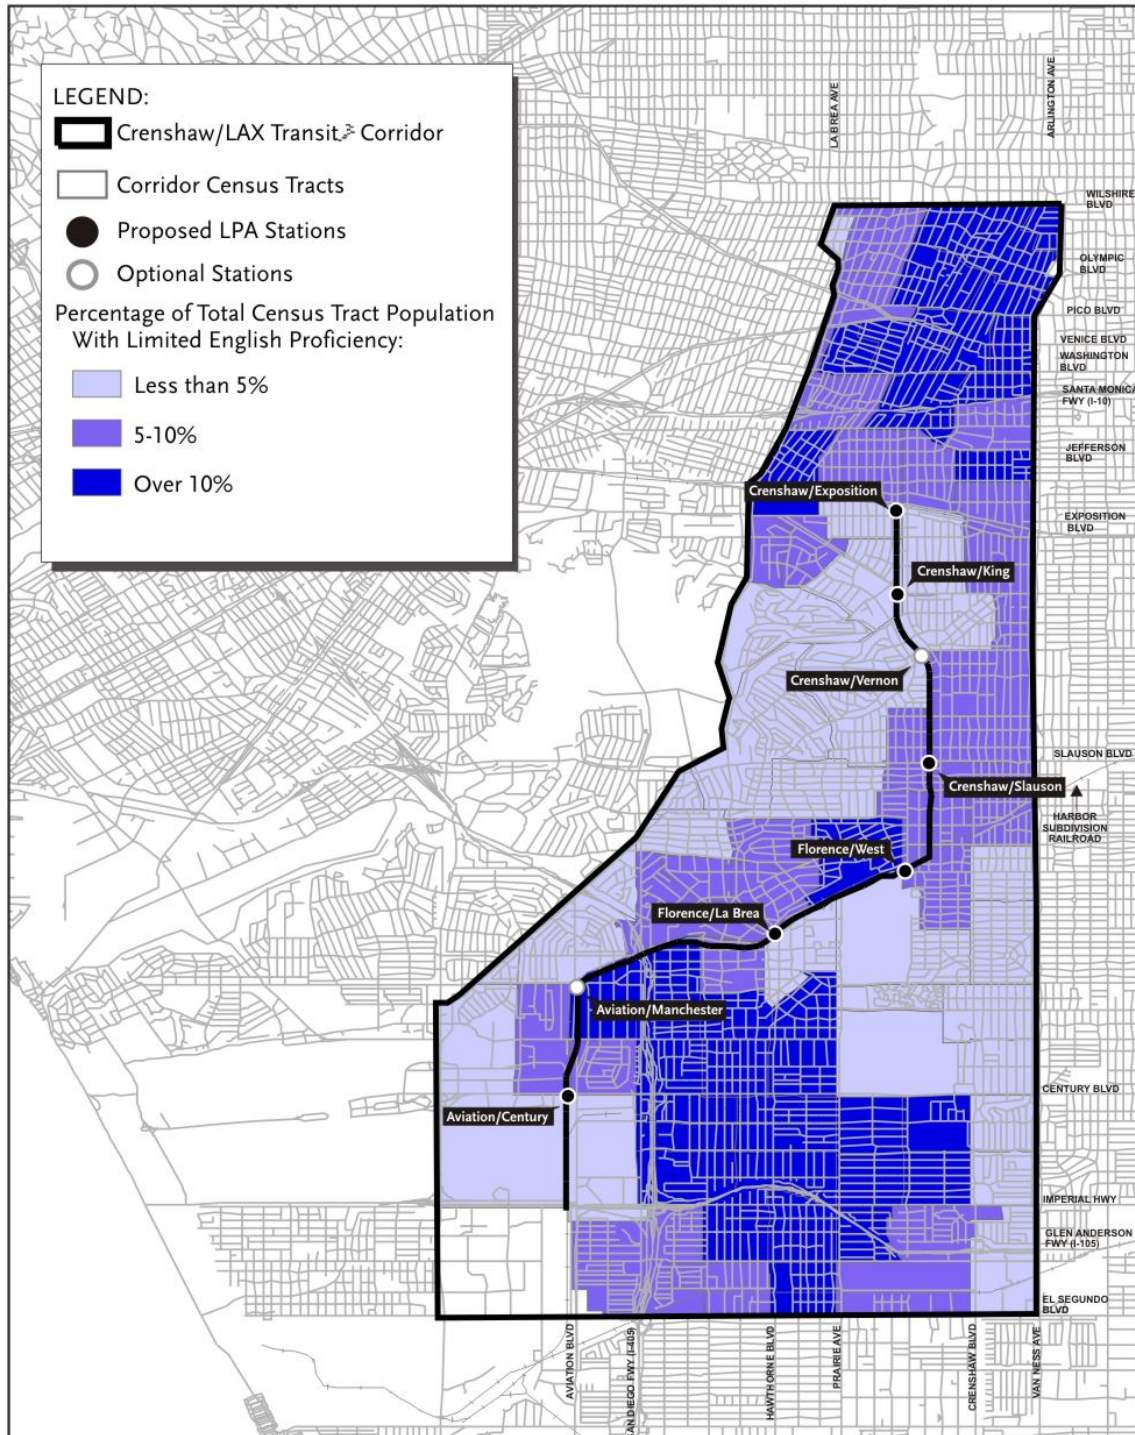 LEGEND:
Crenshaw/LAX Transit Corridor
Corridor Census Tracts
Proposed LPA Stations
Optional Stations
Percentage of Total Census Tract Population
With Limited English Proficiency:
Less than 5%
5-10%
Over 10%
LA BREA AVE
ARLINGTON AVE
WILSHIRE
BLVD
OLYMPIC
BLVD
PICO BLVD
VENICE BLVD
WASHINGTON
BLVD
SANTA MONICA
FWY (I-10)
JEFFERSON
BLVD
Crenshaw/Exposition
EXPOSITION
BLVD
Crenshaw/King
Crenshaw/Vernon
SLAUSON BLVD
Crenshaw/Slauson
HARBOR
SUBDIVISION
RAILROAD
Florence/West
Florence/La Brea
Aviation/Manchester
CENTURY BLVD
Aviation/Century
IMPERIAL HWY
GLEN ANDERSON
FWY (I-105)
EL SEGUNDO
BLVD
AVIATION BLVD
SAN DIEGO FWY (I-405)
HAWTHORNE BLVD
PRAIRIE AVE
CRENSHAW BLVD
VAN NESS AVE